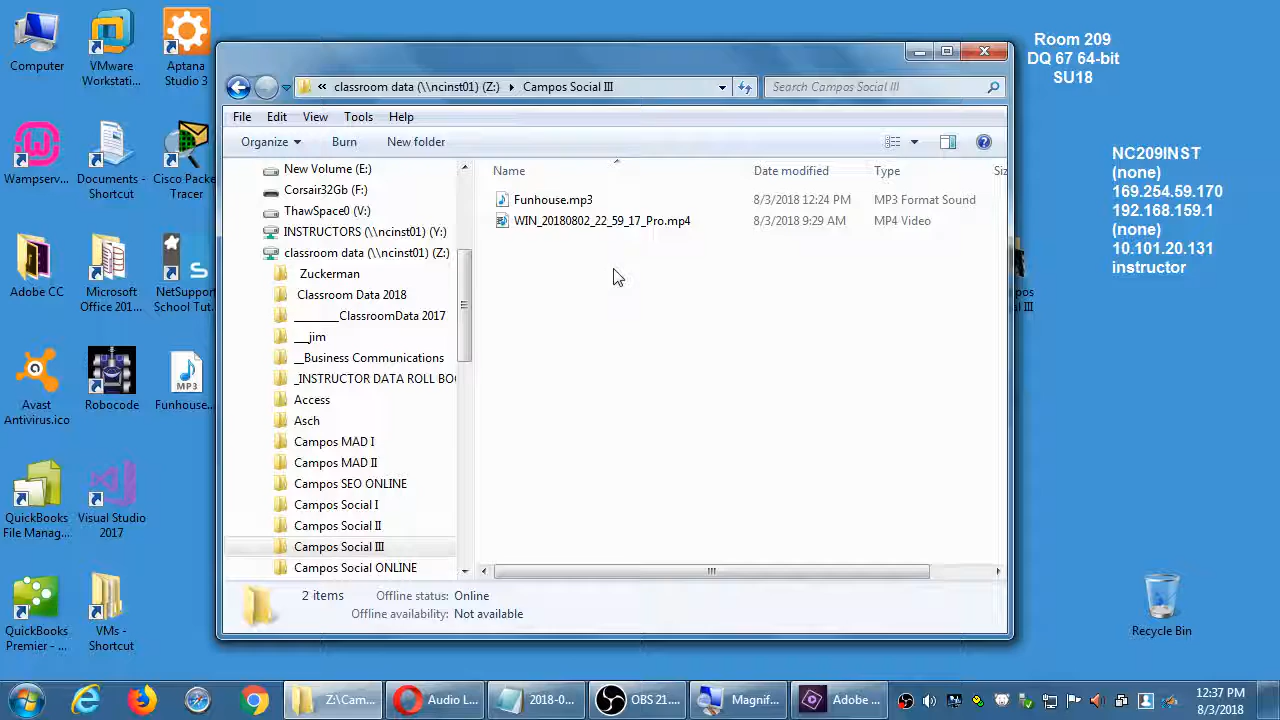 Computer
VMware
Workstati...
Aptana
Studio 3
Wampserv...
Documents -
Shortcut
Cisco Packe
Tracer
Adobe CC
Microsoft
Office 201...
NetSupport
School Tut...
Avast
Antivirus.ico
Robocode
MP3
Funhouse...
QuickBooks
File Manag...
Visual Studio
2017
QuickBooks
Premier - ...
VMs -
Shortcut
« classroom data (\\ncinst01) (Z:) Campos Social III
Search Campos Social III
File Edit View Tools Help
Organize Burn New folder
New Volume (E:)
Corsair32Gb (F:)
ThawSpace0 (V:)
INSTRUCTORS (\\ncinst01) (Y:)
classroom data (\\ncinst01) (Z:)
Zuckerman
Classroom Data 2018
________ClassroomData 2017
___jim
__Business Communications
_INSTRUCTOR DATA ROLL BO
Access
Asch
Campos MAD I
Campos MAD II
Campos SEO ONLINE
Campos Social I
Campos Social II
Campos Social III
Campos Social ONLINE
Name Date modified Type Siz
Funhouse.mp3 8/3/2018 12:24 PM MP3 Format Sound
WIN_20180802_22_59_17_Pro.mp4 8/3/2018 9:29 AM MP4 Video
2 items Offline status: Online
Offline availability: Not available
Room 209
DQ 67 64-bit
SU18
NC209INST
(none)
169.254.59.170
192.168.159.1
(none)
10.101.20.131
instructor
pos
l III
Recycle Bin
Z:\Cam...
Audio L...
2018-0...
OBS 21....
Magnif...
Adobe ...
12:37 PM
8/3/2018